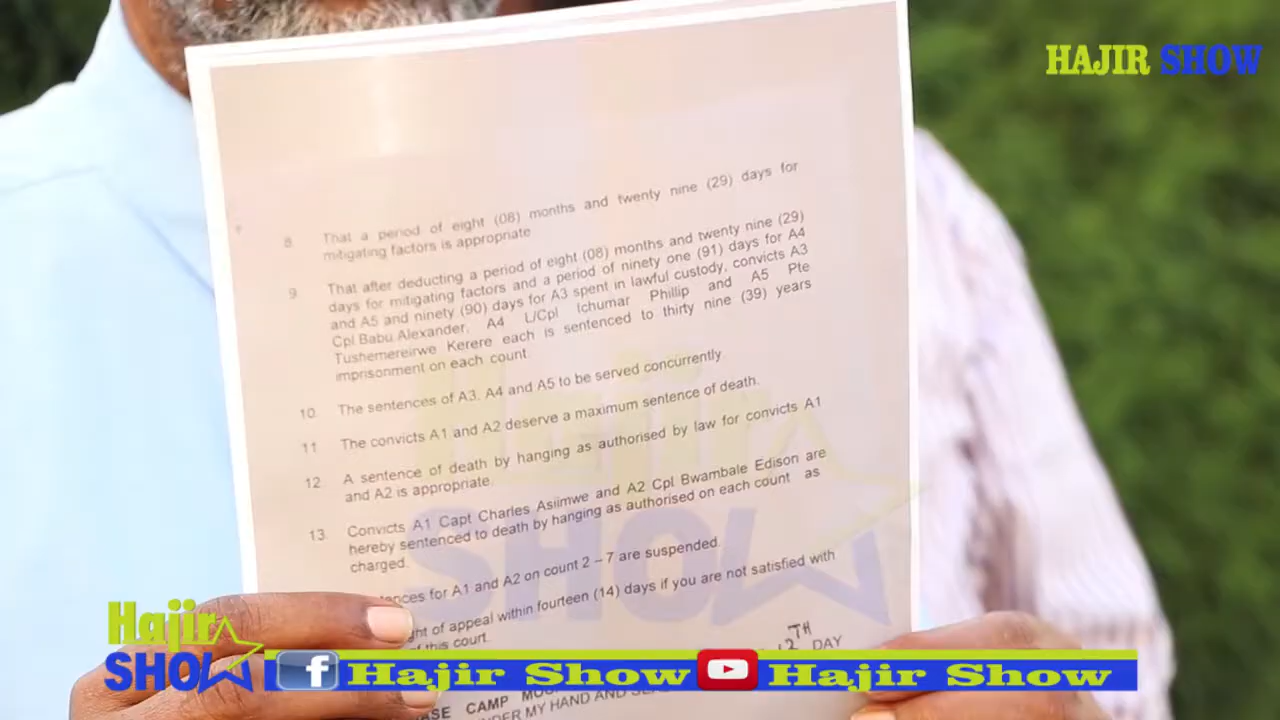 HAJIR SHOW
8. That a period of eight (08) months and twenty nine (29) days for
mitigating factors is appropriate
9. That after deducting a period of eight (08) months and twenty nine (29)
days for mitigating factors and a period of ninety one (91) days for A4
and A5 and ninety (90) days for A3 spent in lawful custody, convicts A3
Cpl Babu Alexander, A4 L/Cpl Ichumar Phillip and A5 Pte
Tushemereirwe Kerere each is sentenced to thirty nine (39) years
imprisonment on each count.
10. The sentences of A3, A4 and A5 to be served concurrently.
11 The convicts A1 and A2 deserve a maximum sentence of death.
12. A sentence of death by hanging as authorised by law for convicts A1
and A2 is appropriate.
13. Convicts A1 Capt Charles Asiimwe and A2 Cpl Bwambale Edison are
hereby sentenced to death by hanging as authorised on each count as
charged.
for A1 and A2 on count 2 – 7 are suspended.
of appeal within fourteen (14) days if you are not satisfied with
this court.
12TH DAY
CAMP
MY HAND AND
Hajir
SHOW
Hajir
SHOW
Hajir Show Hajir Show